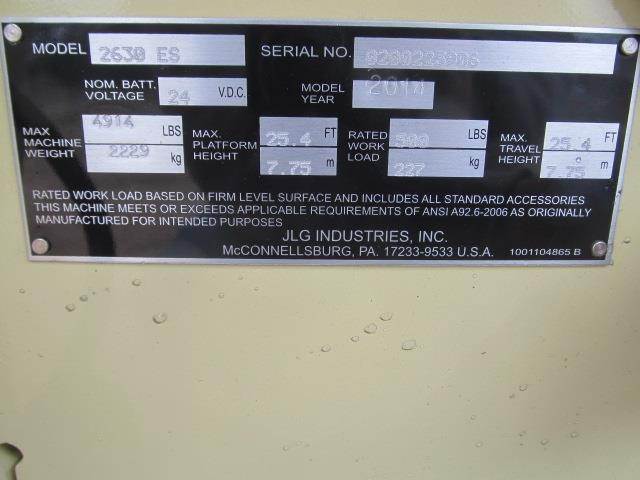 MODEL 2630 ES SERIAL NO.
NOM. BATT. VOLTAGE 24 V.D.C. MODEL YEAR 2014
MAX MACHINE WEIGHT 4914 LBS 2229 kg MAX. PLATFORM HEIGHT 25.4 FT 7.75 m RATED WORK LOAD 500 LBS 227 kg MAX. TRAVEL HEIGHT 25.4 FT 7.75 m
RATED WORK LOAD BASED ON FIRM LEVEL SURFACE AND INCLUDES ALL STANDARD ACCESSORIES
THIS MACHINE MEETS OR EXCEEDS APPLICABLE REQUIREMENTS OF ANSI A92.6-2006 AS ORIGINALLY
MANUFACTURED FOR INTENDED PURPOSES
JLG INDUSTRIES, INC.
McCONNELLSBURG, PA. 17233-9533 U.S.A. 1001104865 B